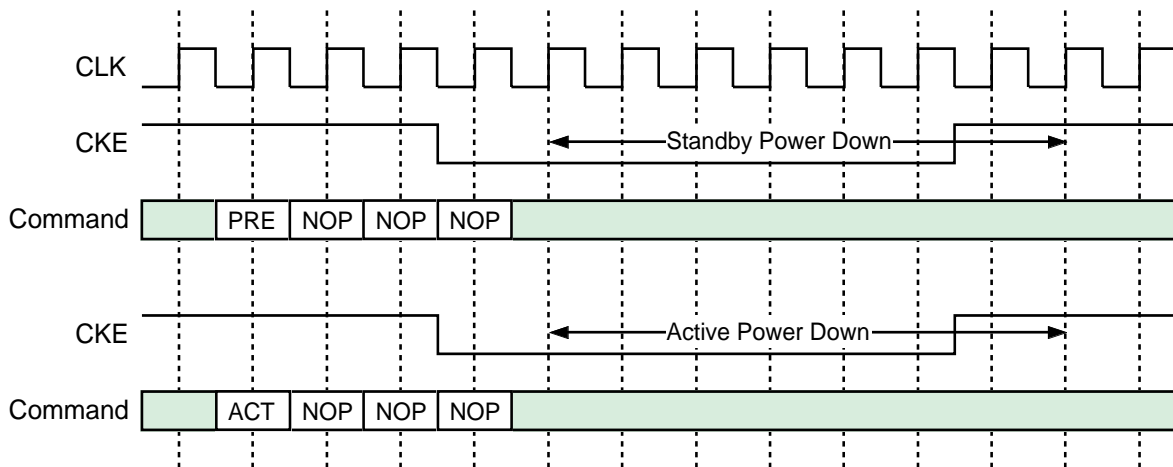 CLK
CKE
Standby Power Down
Command
PRE NOP NOP NOP
CKE
Active Power Down
Command
ACT NOP NOP NOP